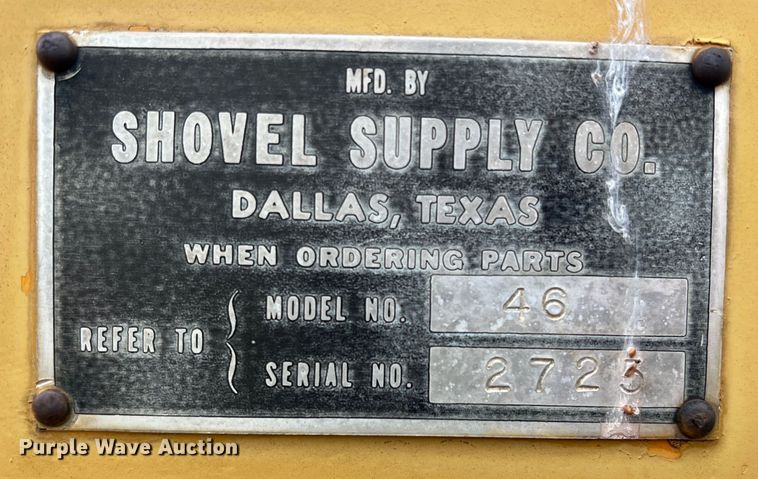 MFD. BY
SHOVEL SUPPLY CO.
DALLAS, TEXAS
WHEN ORDERING PARTS
REFER TO { MODEL NO. 46
SERIAL NO. 2723
Purple Wave Auction